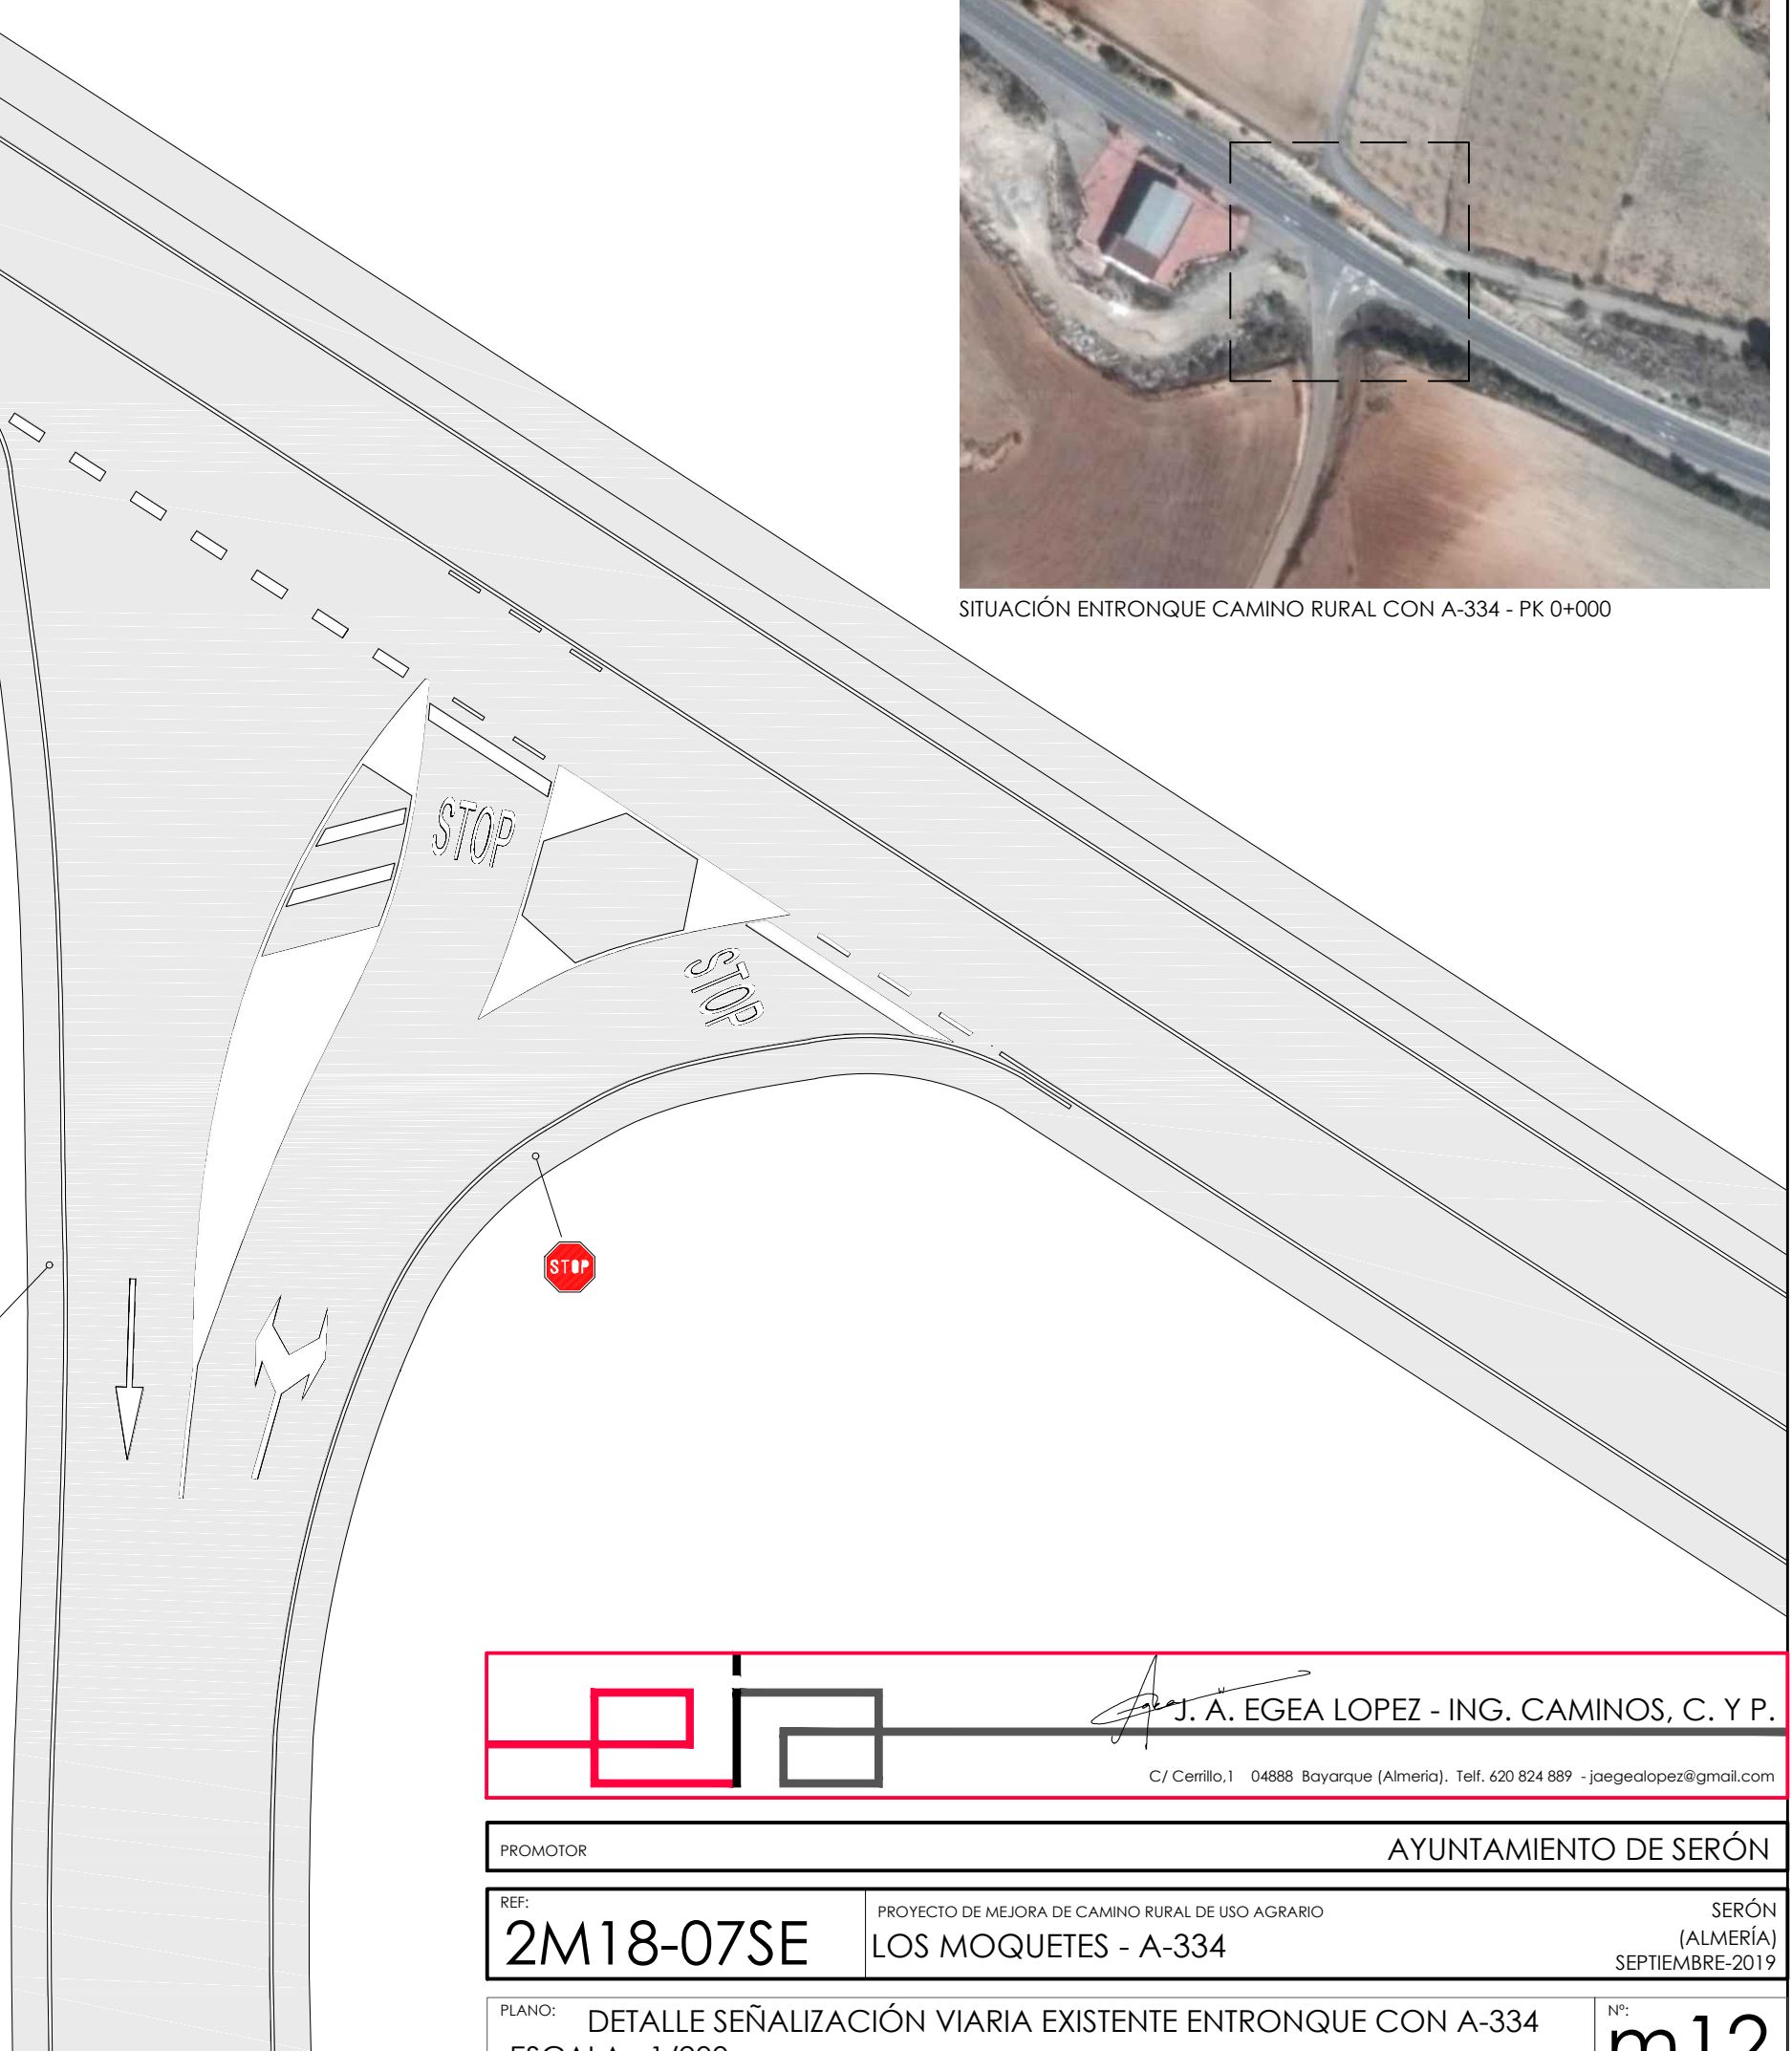 SITUACIÓN ENTRONQUE CAMINO RURAL CON A-334 - PK 0+000
STOP
STOP
STOP
J. A. EGEA LOPEZ - ING. CAMINOS, C. Y P.
C/ Cerrillo,1 04888 Bayarque (Almeria). Telf. 620 824 889 - jaegealopez@gmail.com
PROMOTOR
AYUNTAMIENTO DE SERÓN
REF:
2M18-07SE
PROYECTO DE MEJORA DE CAMINO RURAL DE USO AGRARIO
LOS MOQUETES - A-334
SERÓN
(ALMERÍA)
SEPTIEMBRE-2019
PLANO: DETALLE SEÑALIZACIÓN VIARIA EXISTENTE ENTRONQUE CON A-334
Nº:
m12